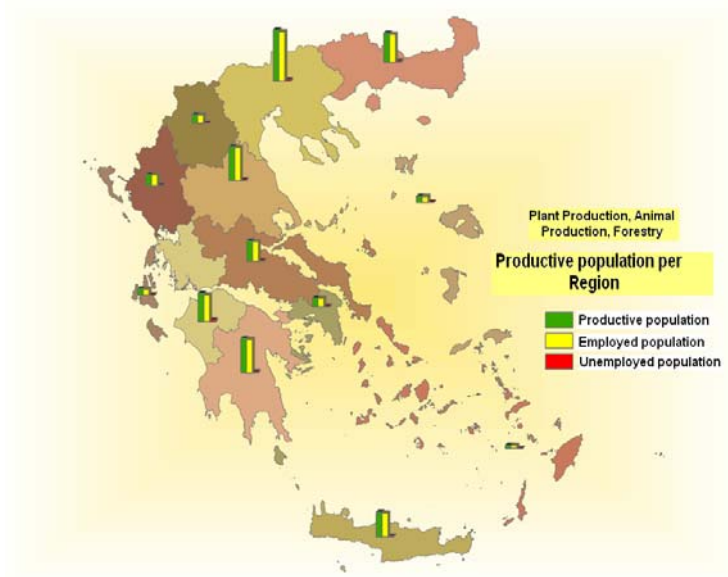 Plant Production, Animal
Production, Forestry
Productive population per
Region
Productive population
Employed population
Unemployed population